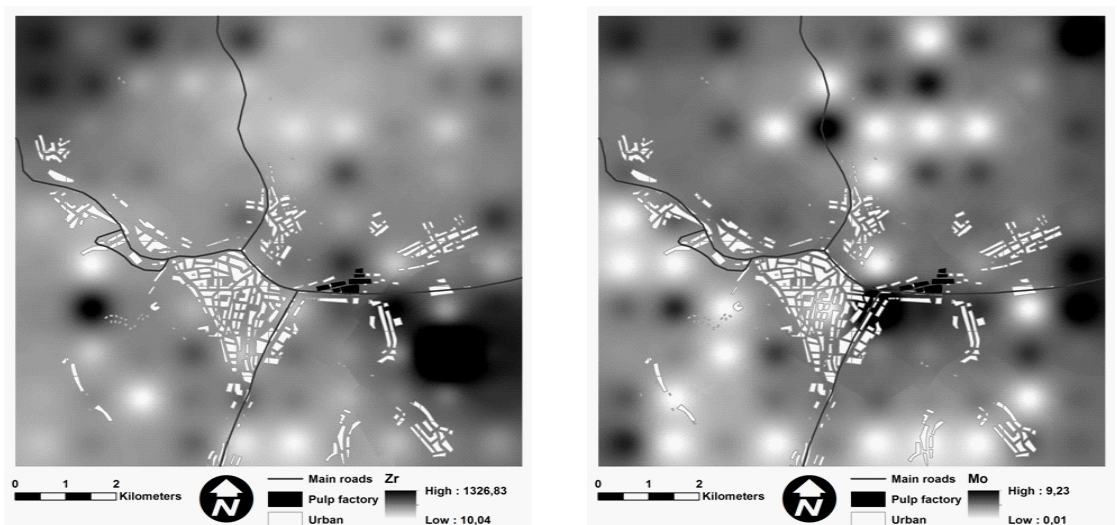 0 1 2
Kilometers
N
Main roads
Pulp factory
Urban
Zr
High : 1326,83
Low : 10,04
0 1 2
Kilometers
N
Main roads
Pulp factory
Urban
Mo
High : 9,23
Low : 0,01